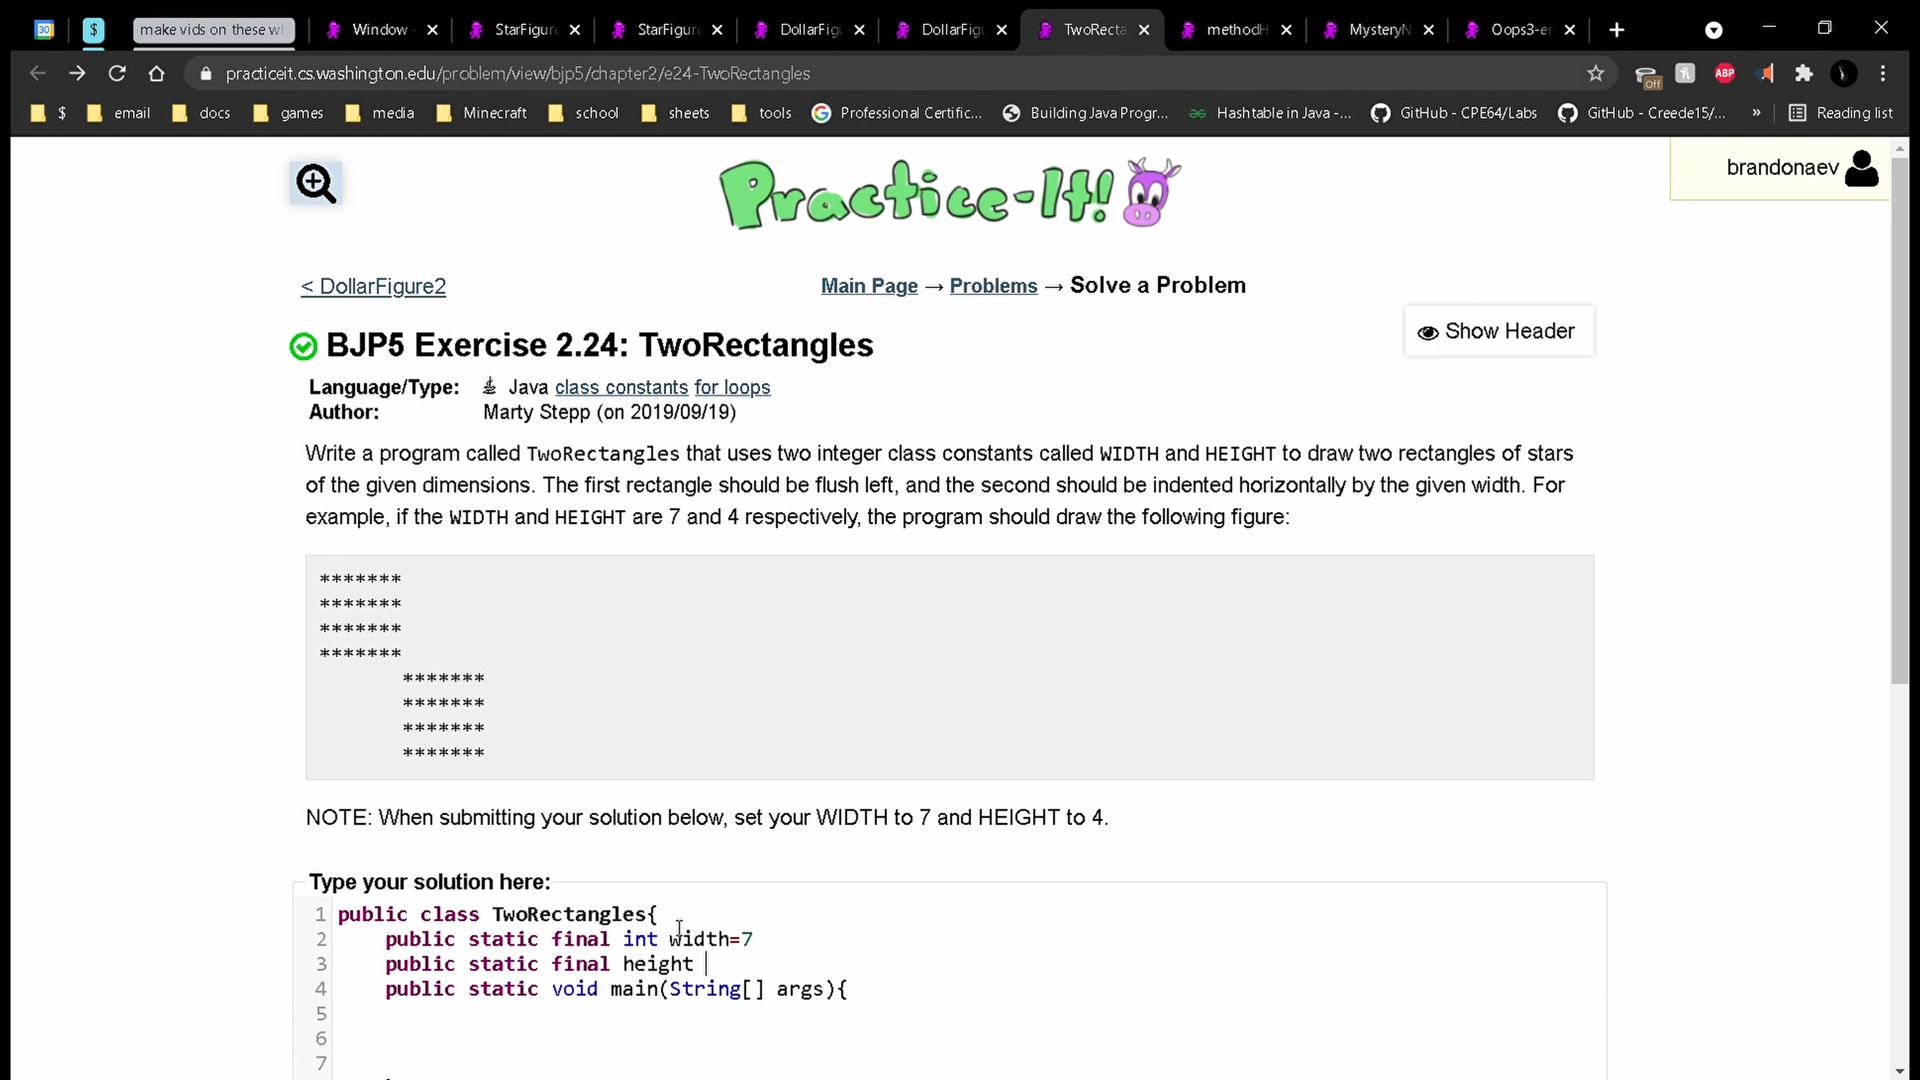 30 $ make vids on these w Window StarFigure StarFigure DollarFig DollarFig TwoRecta methodH MysteryN Oops3-er
practiceit.cs.washington.edu/problem/view/bjp5/chapter2/e24-TwoRectangles ABP Off
$ email docs games media Minecraft school sheets tools Professional Certific... Building Java Progr... Hashtable in Java -... GitHub - CPE64/Labs GitHub - Creede15/... » Reading list
Practice-It!
brandonaev
< DollarFigure2 Main Page → Problems → Solve a Problem
Show Header
BJP5 Exercise 2.24: TwoRectangles
Language/Type: Java class constants for loops
Author: Marty Stepp (on 2019/09/19)
Write a program called TwoRectangles that uses two integer class constants called WIDTH and HEIGHT to draw two rectangles of stars
of the given dimensions. The first rectangle should be flush left, and the second should be indented horizontally by the given width. For
example, if the WIDTH and HEIGHT are 7 and 4 respectively, the program should draw the following figure:
*******
*******
*******
*******
*******
*******
*******
*******
NOTE: When submitting your solution below, set your WIDTH to 7 and HEIGHT to 4.
Type your solution here:
1 public class TwoRectangles{
2 public static final int width=7
3 public static final height
4 public static void main(String[] args){
5
6
7